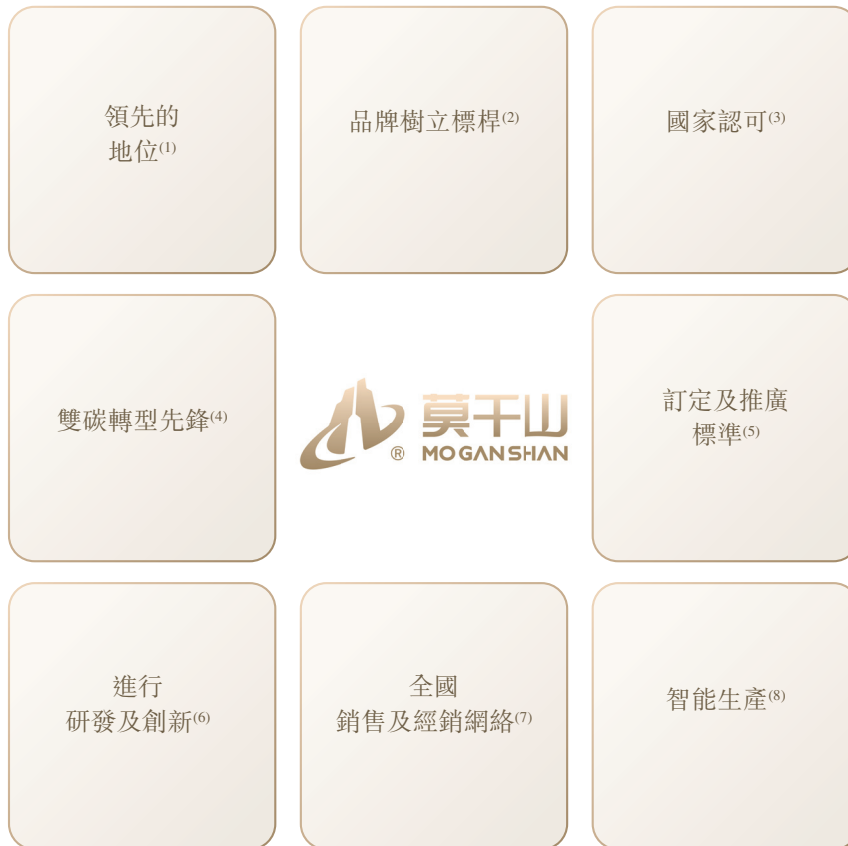 領先的
地位(1)
品牌樹立標桿(2)
國家認可(3)
雙碳轉型先鋒(4)
莫干山
® MOGANSHAN
訂定及推廣
標準(5)
進行
研發及創新(6)
全國
銷售及經銷網絡(7)
智能生產(8)